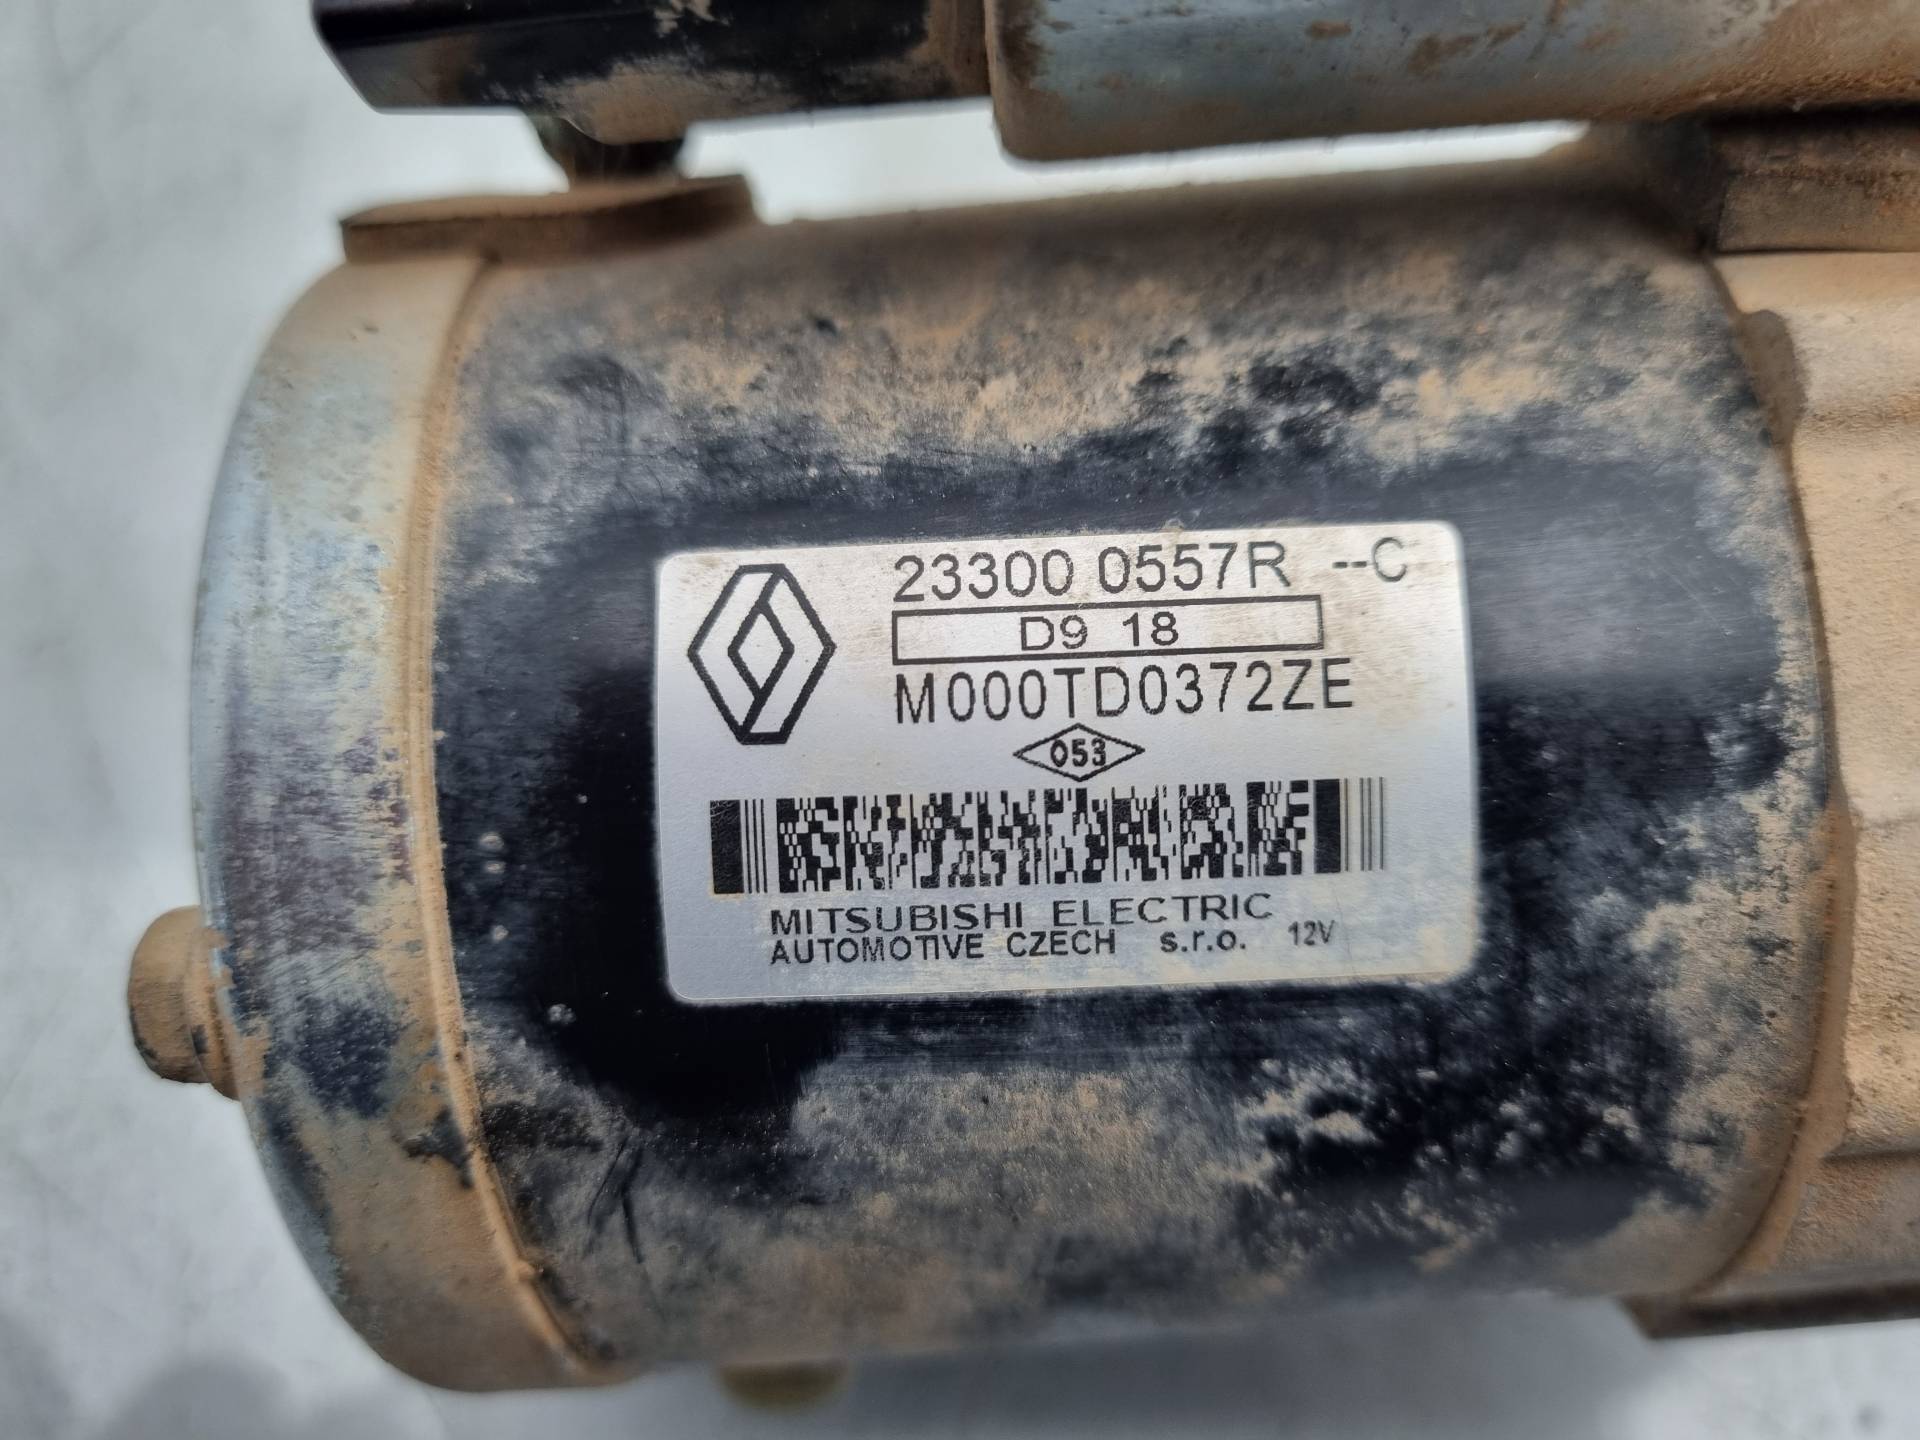 23300 0557R --C
D9 18
M000TD0372ZE
053
MITSUBISHI ELECTRIC
AUTOMOTIVE CZECH s.r.o. 12V